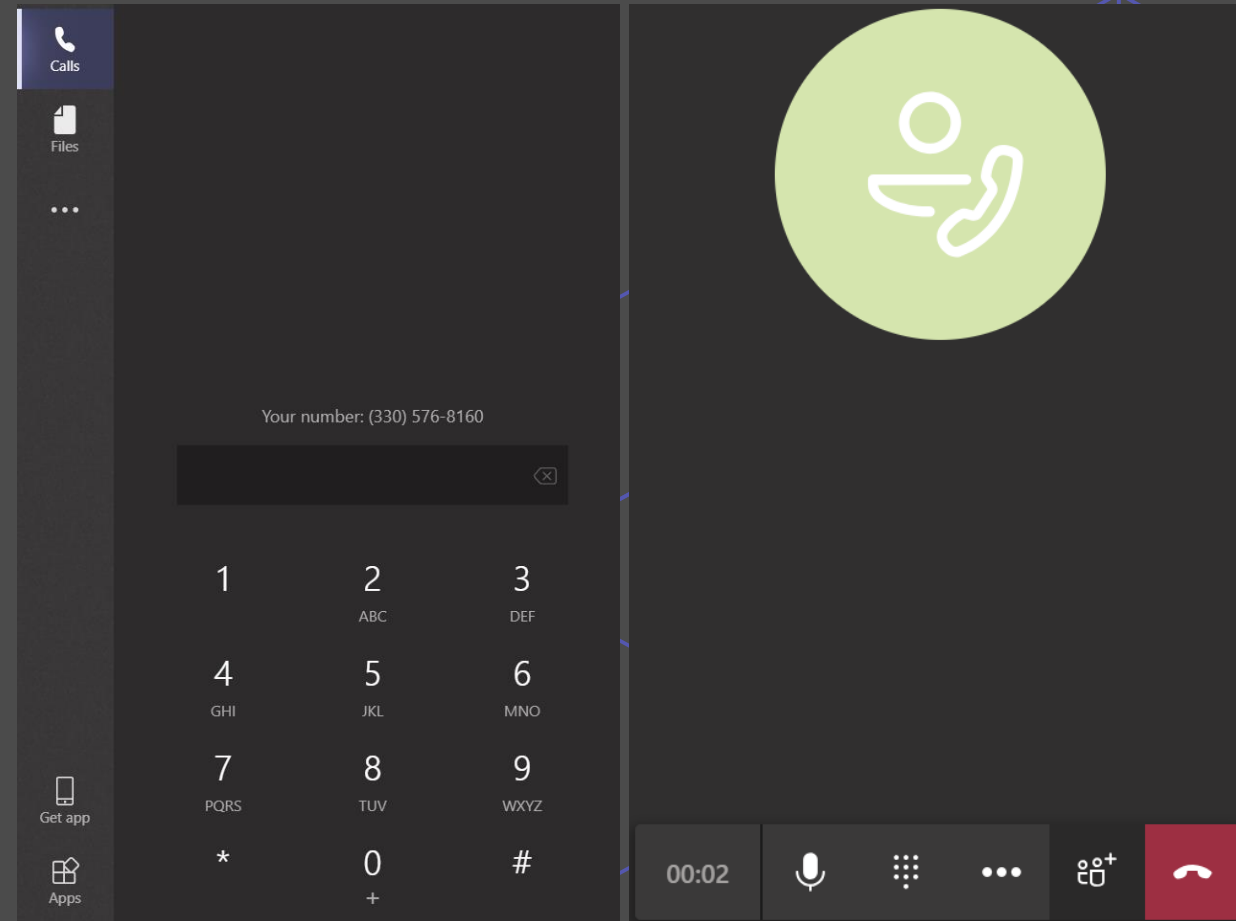 Calls
Files
Your number: (330) 576-8160
1
2
ABC
3
DEF
4
GHI
5
JKL
6
MNO
7
PQRS
8
TUV
9
WXYZ
*
0
+
#
Get app
Apps
00:02